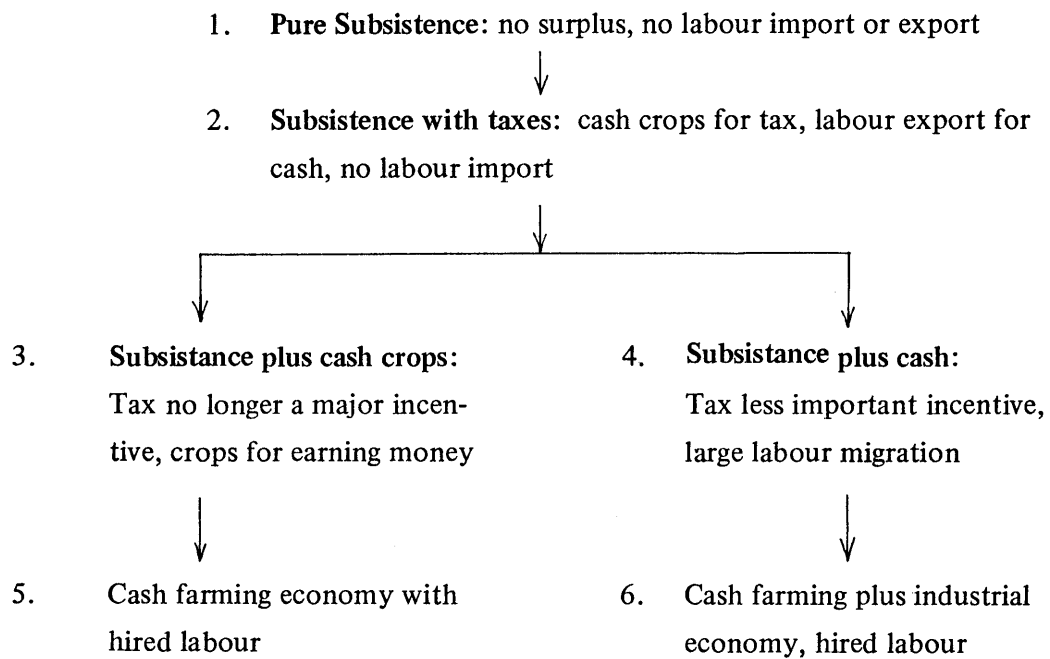 1. Pure Subsistence: no surplus, no labour import or export
2. Subsistence with taxes: cash crops for tax, labour export for
cash, no labour import
3. Subsistance plus cash crops:
Tax no longer a major incen-
tive, crops for earning money
4. Subsistance plus cash:
Tax less important incentive,
large labour migration
5. Cash farming economy with
hired labour
6. Cash farming plus industrial
economy, hired labour